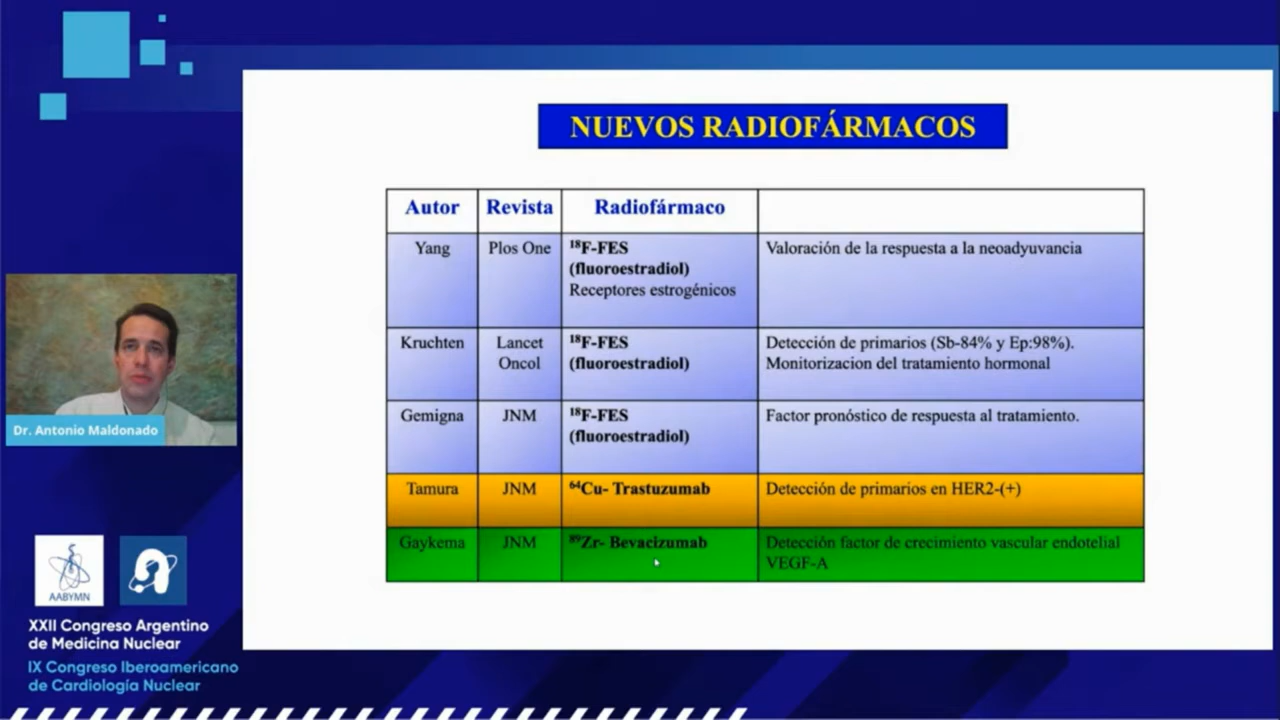 NUEVOS RADIOFÁRMACOS
Autor Revista Radiofármaco
Yang Plos One ¹⁸F-FES Valoración de la respuesta a la neoadyuvancia
(fluoroestradiol)
Receptores estrogénicos
Kruchten Lancet ¹⁸F-FES Detección de primarios (Sb-84% y Ep:98%).
Oncol (fluoroestradiol) Monitorizacion del tratamiento hormonal
Gemigna JNM ¹⁸F-FES Factor pronóstico de respuesta al tratamiento.
(fluoroestradiol)
Tamura JNM ⁶⁴Cu- Trastuzumab Detección de primarios en HER2-(+)
Gaykema JNM ⁸⁹Zr- Bevacizumab Detección factor de crecimiento vascular endotelial
VEGF-A
Dr. Antonio Maldonado
AABYMN
XXII Congreso Argentino
de Medicina Nuclear
IX Congreso Iberoamericano
de Cardiología Nuclear